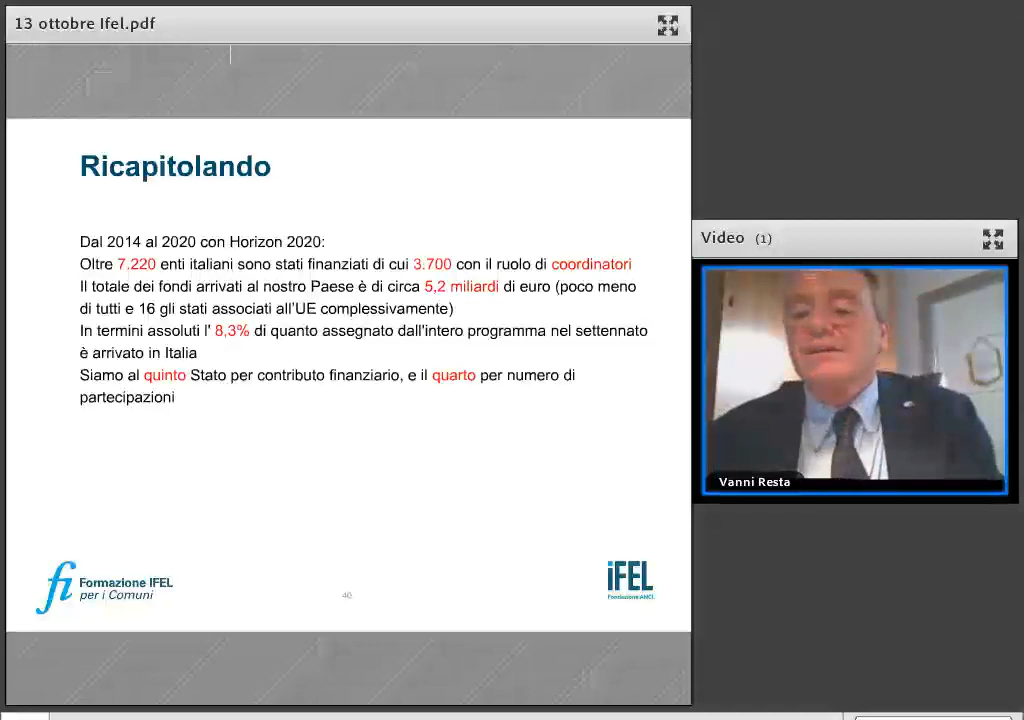 13 ottobre Ifel.pdf
Ricapitolando
Dal 2014 al 2020 con Horizon 2020:
Oltre 7.220 enti italiani sono stati finanziati di cui 3.700 con il ruolo di coordinatori
Il totale dei fondi arrivati al nostro Paese è di circa 5,2 miliardi di euro (poco meno
di tutti e 16 gli stati associati all'UE complessivamente)
In termini assoluti l' 8,3% di quanto assegnato dall'intero programma nel settennato
è arrivato in Italia
Siamo al quinto Stato per contributo finanziario, e il quarto per numero di
partecipazioni
fi Formazione IFEL
per i Comuni
46
iFEL
Fondazione ANCI
Video (1)
Vanni Resta